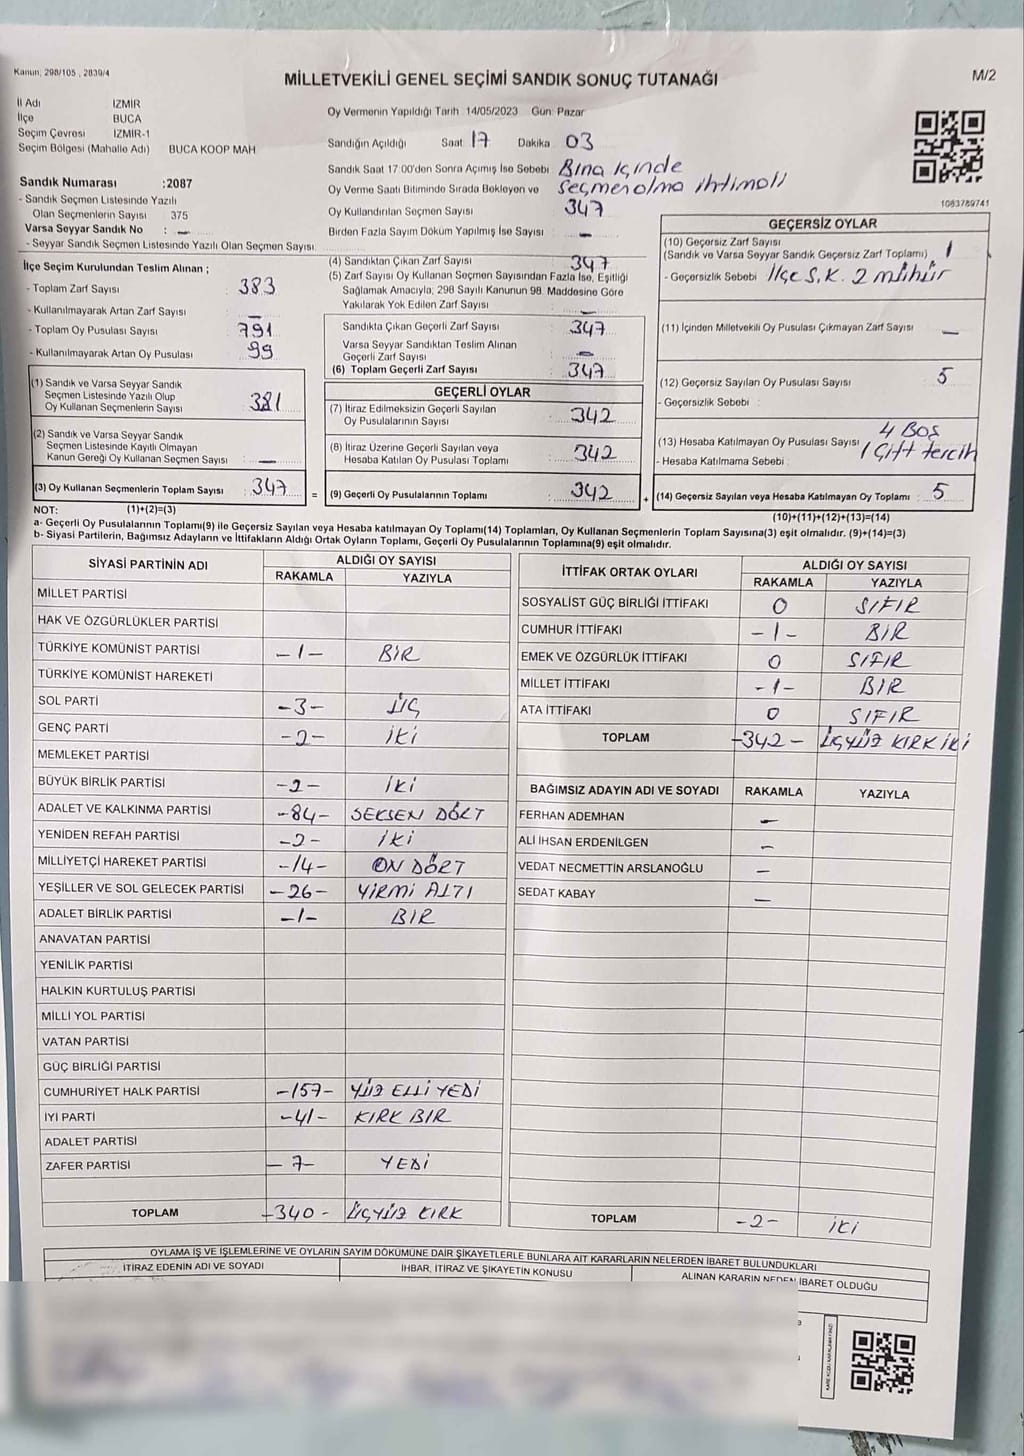 Kanun, 298/105 , 2839/4
MİLLETVEKİLİ GENEL SEÇİMİ SANDIK SONUÇ TUTANAĞI
M/2
İl Adı İZMİR
İlçe BUCA
Seçim Çevresi İZMİR-1
Seçim Bölgesi (Mahalle Adı) BUCA KOOP MAH
Sandık Numarası :2087
- Sandık Seçmen Listesinde Yazılı
Olan Seçmenlerin Sayısı 375
Varsa Seyyar Sandık No : —
- Seyyar Sandık Seçmen Listesinde Yazılı Olan Seçmen Sayısı
Oy Vermenin Yapıldığı Tarih 14/05/2023 Gün: Pazar
Sandığın Açıldığı Saat 17 Dakika 03
Sandık Saat 17.00'den Sonra Açımış İse Sebebi Bina içinde
Oy Verme Saati Bitiminde Sırada Bekleyen ve seçmen olma ihtimali
Oy Kullandırılan Seçmen Sayısı 347
Birden Fazla Sayım Döküm Yapılmış İse Sayısı —
1083789741
İlçe Seçim Kurulundan Teslim Alınan ;
- Toplam Zarf Sayısı : 383
- Kullanılmayarak Artan Zarf Sayısı : —
- Toplam Oy Pusulası Sayısı : 791
- Kullanılmayarak Artan Oy Pusulası : 99
(1) Sandık ve Varsa Seyyar Sandık
Seçmen Listesinde Yazılı Olup
Oy Kullanan Seçmenlerin Sayısı : 381
(2) Sandık ve Varsa Seyyar Sandık
Seçmen Listesinde Kayıtlı Olmayan
Kanun Gereği Oy Kullanan Seçmen Sayısı : —
(3) Oy Kullanan Seçmenlerin Toplam Sayısı : 347
(4) Sandıktan Çıkan Zarf Sayısı 347
(5) Zarf Sayısı Oy Kullanan Seçmen Sayısından Fazla İse, Eşitliği
Sağlamak Amacıyla, 298 Sayılı Kanunun 98. Maddesine Göre
Yakılarak Yok Edilen Zarf Sayısı : —
Sandıkta Çıkan Geçerli Zarf Sayısı : 347
Varsa Seyyar Sandıktan Teslim Alınan
Geçerli Zarf Sayısı : —
(6) Toplam Geçerli Zarf Sayısı : 347
GEÇERLİ OYLAR
(7) İtiraz Edilmeksizin Geçerli Sayılan
Oy Pusulalarının Sayısı : 342
(8) İtiraz Üzerine Geçerli Sayılan veya
Hesaba Katılan Oy Pusulası Toplamı : 342
= (9) Geçerli Oy Pusulalarının Toplamı : 342 +
GEÇERSİZ OYLAR
(10) Geçersiz Zarf Sayısı
(Sandık ve Varsa Seyyar Sandık Geçersiz Zarf Toplamı) : 1
- Geçersizlik Sebebi : İlçe S.K. 2 mühür
(11) İçinden Milletvekili Oy Pusulası Çıkmayan Zarf Sayısı —
(12) Geçersiz Sayılan Oy Pusulası Sayısı 5
- Geçersizlik Sebebi :
4 Boş
(13) Hesaba Katılmayan Oy Pusulası Sayısı 1 Çift tercih
- Hesaba Katılmama Sebebi
(14) Geçersiz Sayılan veya Hesaba Katılmayan Oy Toplamı : 5
NOT: (1)+(2)=(3)
(10)+(11)+(12)+(13)=(14)
a- Geçerli Oy Pusulalarının Toplamı(9) ile Geçersiz Sayılan veya Hesaba katılmayan Oy Toplamı(14) Toplamları, Oy Kullanan Seçmenlerin Toplam Sayısına(3) eşit olmalıdır. (9)+(14)=(3)
b- Siyasi Partilerin, Bağımsız Adayların ve İttifakların Aldığı Ortak Oyların Toplamı, Geçerli Oy Pusulalarının Toplamına(9) eşit olmalıdır.
SİYASİ PARTİNİN ADI ALDIĞI OY SAYISI
RAKAMLA YAZIYLA
MİLLET PARTİSİ
HAK VE ÖZGÜRLÜKLER PARTİSİ
TÜRKİYE KOMÜNİST PARTİSİ -1- BİR
TÜRKİYE KOMÜNİST HAREKETİ
SOL PARTİ -3- ÜÇ
GENÇ PARTİ -2- İKİ
MEMLEKET PARTİSİ
BÜYÜK BİRLİK PARTİSİ -2- İKİ
ADALET VE KALKINMA PARTİSİ -84- SEKSEN DÖRT
YENİDEN REFAH PARTİSİ -2- İKİ
MİLLİYETÇİ HAREKET PARTİSİ -14- ON DÖRT
YEŞİLLER VE SOL GELECEK PARTİSİ -26- YİRMİ ALTI
ADALET BİRLİK PARTİSİ -1- BİR
ANAVATAN PARTİSİ
YENİLİK PARTİSİ
HALKIN KURTULUŞ PARTİSİ
MİLLİ YOL PARTİSİ
VATAN PARTİSİ
GÜÇ BİRLİĞİ PARTİSİ
CUMHURİYET HALK PARTİSİ -157- YÜZ ELLİ YEDİ
İYİ PARTİ -41- KIRK BİR
ADALET PARTİSİ
ZAFER PARTİSİ -7- YEDİ
TOPLAM -340- ÜÇYÜZ KIRK
İTTİFAK ORTAK OYLARI ALDIĞI OY SAYISI
RAKAMLA YAZIYLA
SOSYALİST GÜÇ BİRLİĞİ İTTİFAKI 0 SIFIR
CUMHUR İTTİFAKI -1- BİR
EMEK VE ÖZGÜRLÜK İTTİFAKI 0 SIFIR
MİLLET İTTİFAKI -1- BİR
ATA İTTİFAKI 0 SIFIR
TOPLAM -342- ÜÇYÜZ KIRK İKİ
BAĞIMSIZ ADAYIN ADI VE SOYADI RAKAMLA YAZIYLA
FERHAN ADEMHAN —
ALİ İHSAN ERDENİLGEN —
VEDAT NECMETTİN ARSLANOĞLU —
SEDAT KABAY —
TOPLAM -2- İKİ
OYLAMA İŞ VE İŞLEMLERİNE VE OYLARIN SAYIM DÖKÜMÜNE DAİR ŞİKAYETLERLE BUNLARA AİT KARARLARIN NELERDEN İBARET BULUNDUKLARI
İTİRAZ EDENİN ADI VE SOYADI İHBAR, İTİRAZ VE ŞİKAYETİN KONUSU ALINAN KARARIN NEDEN İBARET OLDUĞU